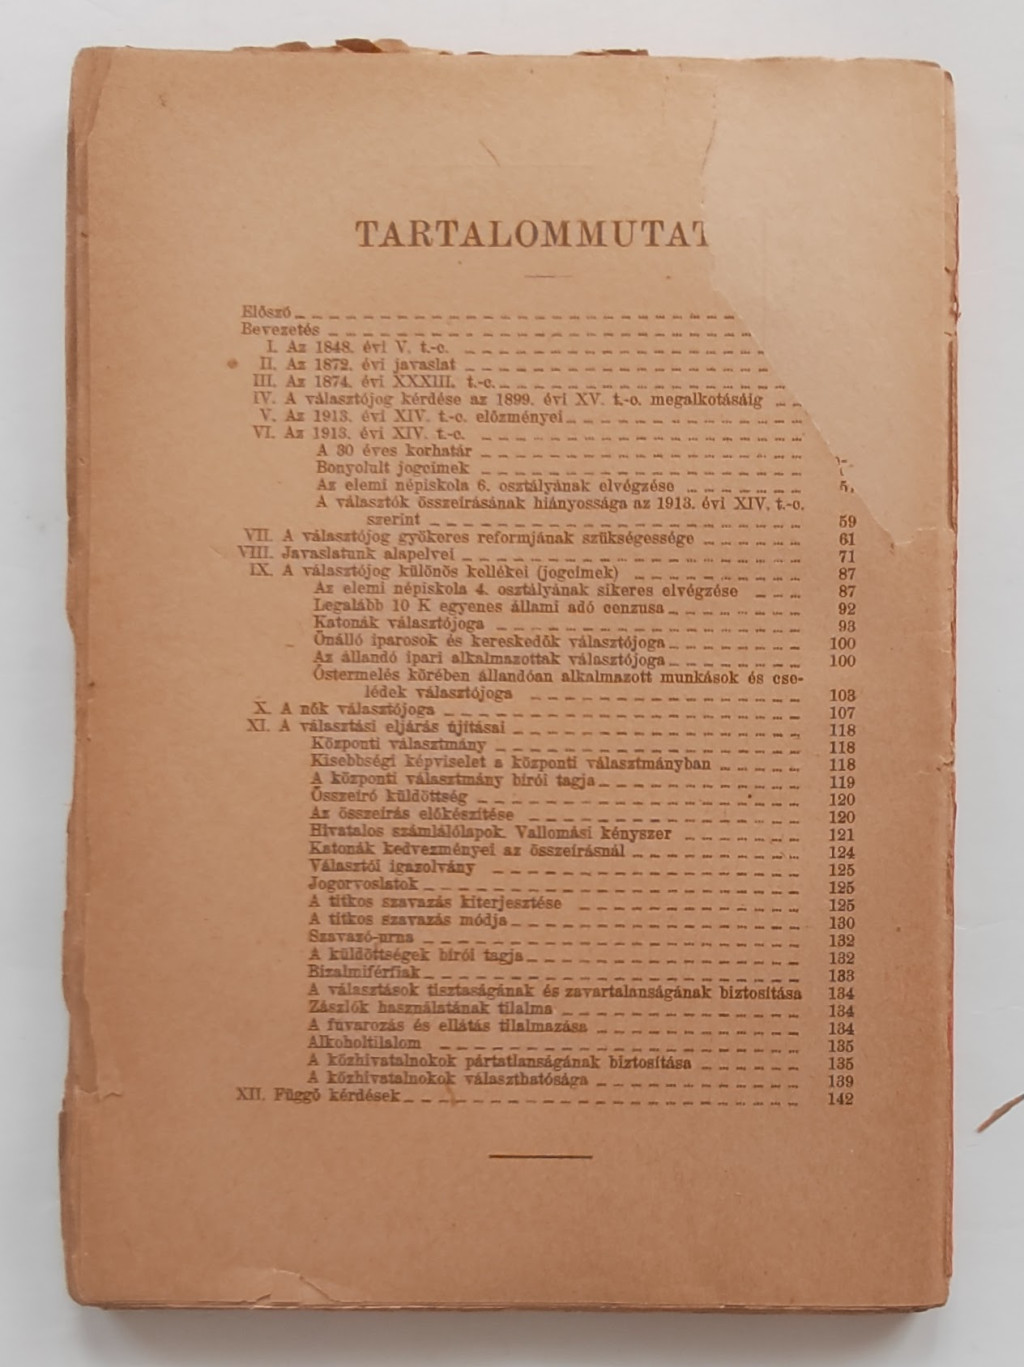 TARTALOMMUTAT
Előszó
Bevezetés
I. Az 1848. évi V. t.-c.
II. Az 1872. évi javaslat
III. Az 1874. évi XXXIII. t.-c.
IV. A választójog kérdése az 1899. évi XV. t.-c. megalkotásáig
V. Az 1913. évi XIV. t.-c. előzményei
VI. Az 1913. évi XIV. t.-c.
A 30 éves korhatár
Bonyolult jogcímek
Az elemi népiskola 6. osztályának elvégzése 5
A választók összeírásának hiányossága az 1913. évi XIV. t.-c.
szerint 59
VII. A választójog gyökeres reformjának szükségessége 61
VIII. Javaslatunk alapelvei 71
IX. A választójog különös kellékei (jogcímek) 87
Az elemi népiskola 4. osztályának sikeres elvégzése 87
Legalább 10 K egyenes állami adó cenzusa 92
Katonák választójoga 93
Önálló iparosok és kereskedők választójoga 100
Az állandó ipari alkalmazottak választójoga 100
Őstermelés körében állandóan alkalmazott munkások és cse-
lédek választójoga 103
X. A nők választójoga 107
XI. A választási eljárás újításai 118
Központi választmány 118
Kisebbségi képviselet a központi választmányban 118
A központi választmány bírói tagja 119
Összeíró küldöttség 120
Az összeírás előkészítése 120
Hivatalos számlálólapok. Vallomási kényszer 121
Katonák kedvezményei az összeírásnál 124
Választói igazolvány 125
Jogorvoslatok 125
A titkos szavazás kiterjesztése 125
A titkos szavazás módja 130
Szavazó-urna 132
A küldöttségek bírói tagja 132
Bizalmiférfiak 133
A választások tisztaságának és zavartalanságának biztosítása 134
Zászlók használatának tilalma 134
A fuvarozás és ellátás tilalmazása 134
Alkoholtilalom 135
A közhivatalnokok pártatlanságának biztosítása 135
A közhivatalnokok választhatósága 139
XII. Függő kérdések 142